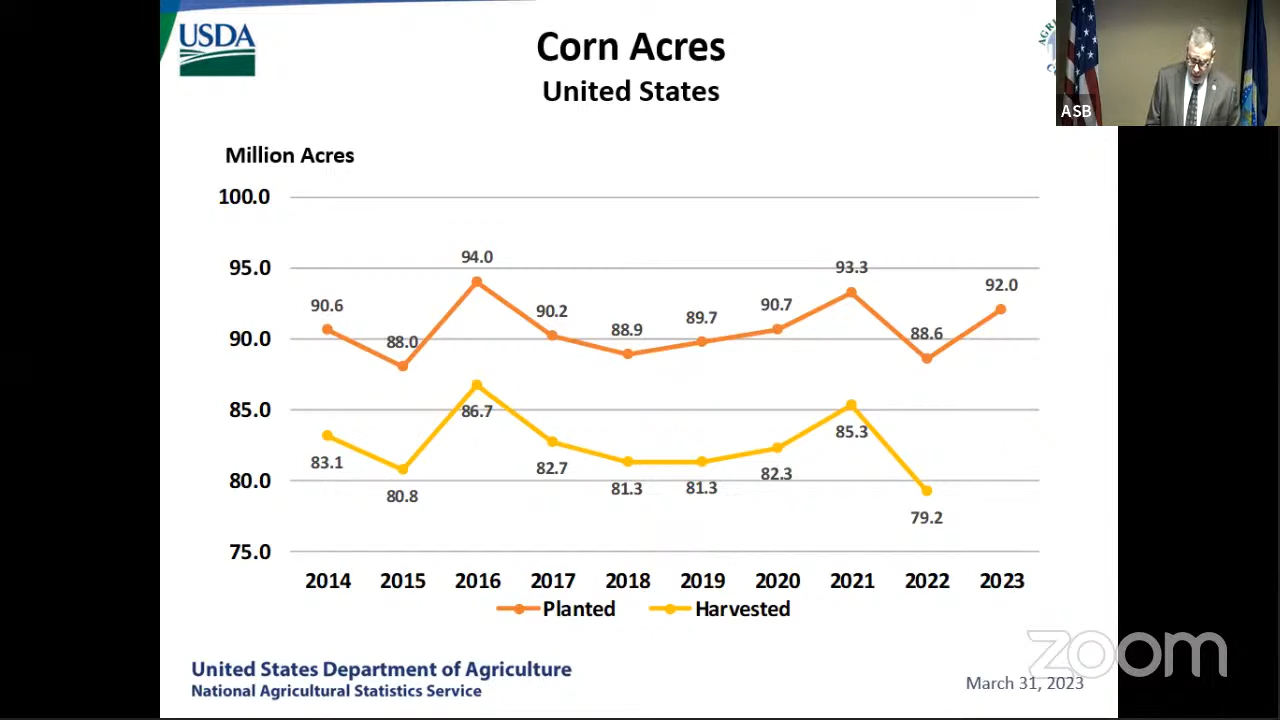 USDA
Corn Acres
United States
ASB
Million Acres
100.0
95.0
90.0
85.0
80.0
75.0
90.6
88.0
94.0
90.2
88.9
89.7
90.7
93.3
88.6
92.0
83.1
80.8
86.7
82.7
81.3
81.3
82.3
85.3
79.2
2014 2015 2016 2017 2018 2019 2020 2021 2022 2023
Planted Harvested
United States Department of Agriculture
National Agricultural Statistics Service
March 31, 2023
zoom